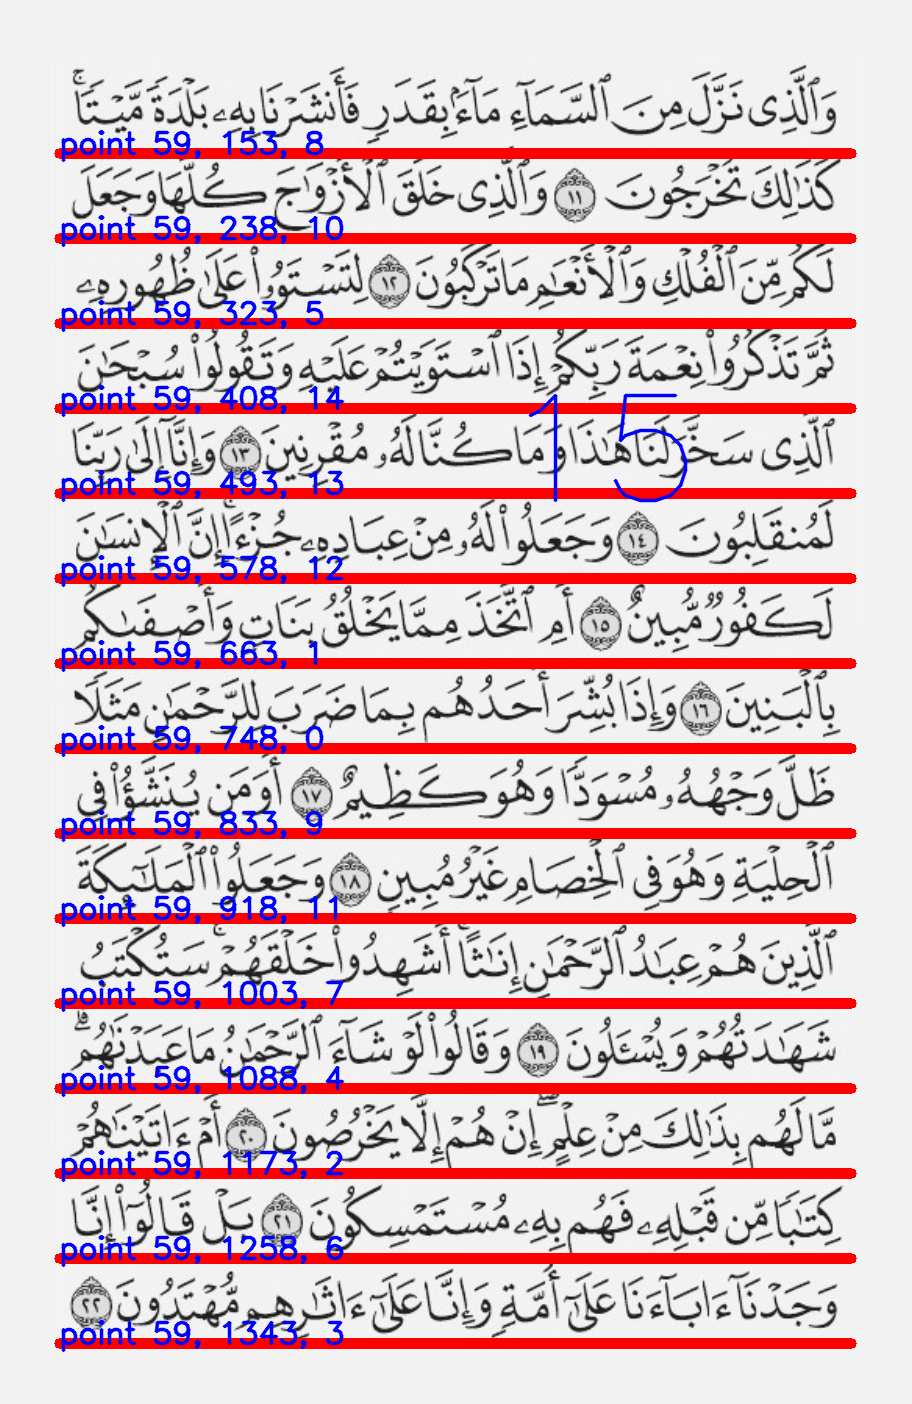 وَٱلَّذِى نَزَّلَ مِنَ ٱلسَّمَآءِ مَآءًۢ بِقَدَرٍ فَأَنشَرْنَا بِهِۦ بَلْدَةً مَّيْتًا ۚ
point 59, 153, 8
كَذَٰلِكَ تُخْرَجُونَ ١١ وَٱلَّذِى خَلَقَ ٱلْأَزْوَٰجَ كُلَّهَا وَجَعَلَ
point 59, 238, 10
لَكُم مِّنَ ٱلْفُلْكِ وَٱلْأَنْعَٰمِ مَا تَرْكَبُونَ ١٢ لِتَسْتَوُۥا۟ عَلَىٰ ظُهُورِهِۦ
point 59, 323, 5
ثُمَّ تَذْكُرُوا۟ نِعْمَةَ رَبِّكُمْ إِذَا ٱسْتَوَيْتُمْ عَلَيْهِ وَتَقُولُوا۟ سُبْحَٰنَ
point 59, 408, 14
15
ٱلَّذِى سَخَّرَ لَنَا هَٰذَا وَمَا كُنَّا لَهُۥ مُقْرِنِينَ ١٣ وَإِنَّآ إِلَىٰ رَبِّنَا
point 59, 493, 13
لَمُنقَلِبُونَ ١٤ وَجَعَلُوا۟ لَهُۥ مِنْ عِبَادِهِۦ جُزْءًا ۚ إِنَّ ٱلْإِنسَٰنَ
point 59, 578, 12
لَكَفُورٌ مُّبِينٌ ١٥ أَمِ ٱتَّخَذَ مِمَّا يَخْلُقُ بَنَاتٍ وَأَصْفَىٰكُم
point 59, 663, 1
بِٱلْبَنِينَ ١٦ وَإِذَا بُشِّرَ أَحَدُهُم بِمَا ضَرَبَ لِلرَّحْمَٰنِ مَثَلًا
point 59, 748, 0
ظَلَّ وَجْهُهُۥ مُسْوَدًّا وَهُوَ كَظِيمٌ ١٧ أَوَمَن يُنَشَّؤُا۟ فِى
point 59, 833, 9
ٱلْحِلْيَةِ وَهُوَ فِى ٱلْخِصَامِ غَيْرُ مُبِينٍ ١٨ وَجَعَلُوا۟ ٱلْمَلَٰٓئِكَةَ
point 59, 918, 11
ٱلَّذِينَ هُمْ عِبَٰدُ ٱلرَّحْمَٰنِ إِنَٰثًا ۚ أَشَهِدُوا۟ خَلْقَهُمْ ۚ سَتُكْتَبُ
point 59, 1003, 7
شَهَٰدَتُهُمْ وَيُسْـَٔلُونَ ١٩ وَقَالُوا۟ لَوْ شَآءَ ٱلرَّحْمَٰنُ مَا عَبَدْنَٰهُم ۗ
point 59, 1088, 4
مَّا لَهُم بِذَٰلِكَ مِنْ عِلْمٍ ۖ إِنْ هُمْ إِلَّا يَخْرُصُونَ ٢٠ أَمْ ءَاتَيْنَٰهُمْ
point 59, 1173, 2
كِتَٰبًا مِّن قَبْلِهِۦ فَهُم بِهِۦ مُسْتَمْسِكُونَ ٢١ بَلْ قَالُوٓا۟ إِنَّا
point 59, 1258, 6
وَجَدْنَآ ءَابَآءَنَا عَلَىٰٓ أُمَّةٍ وَإِنَّا عَلَىٰٓ ءَاثَٰرِهِم مُّهْتَدُونَ ٢٢
point 59, 1343, 3